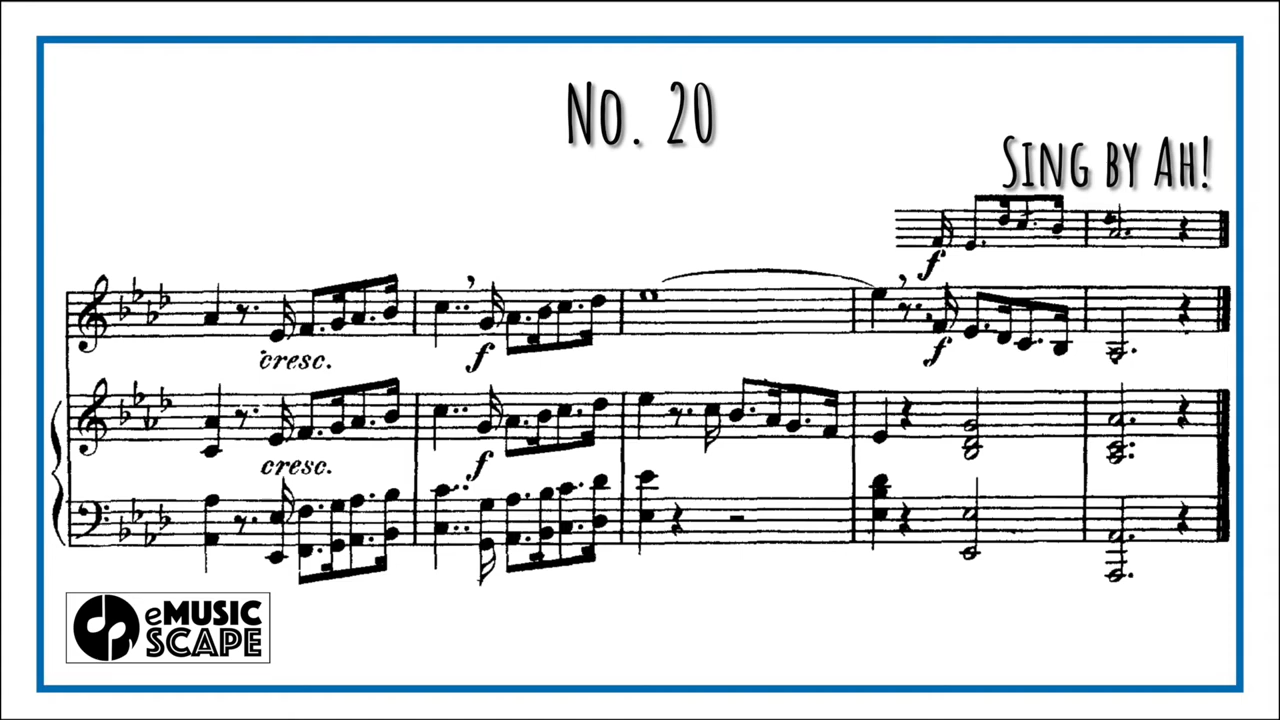 No. 20
Sing by Ah!
f
cresc.
f
f
cresc.
f
eMUSIC
SCAPE